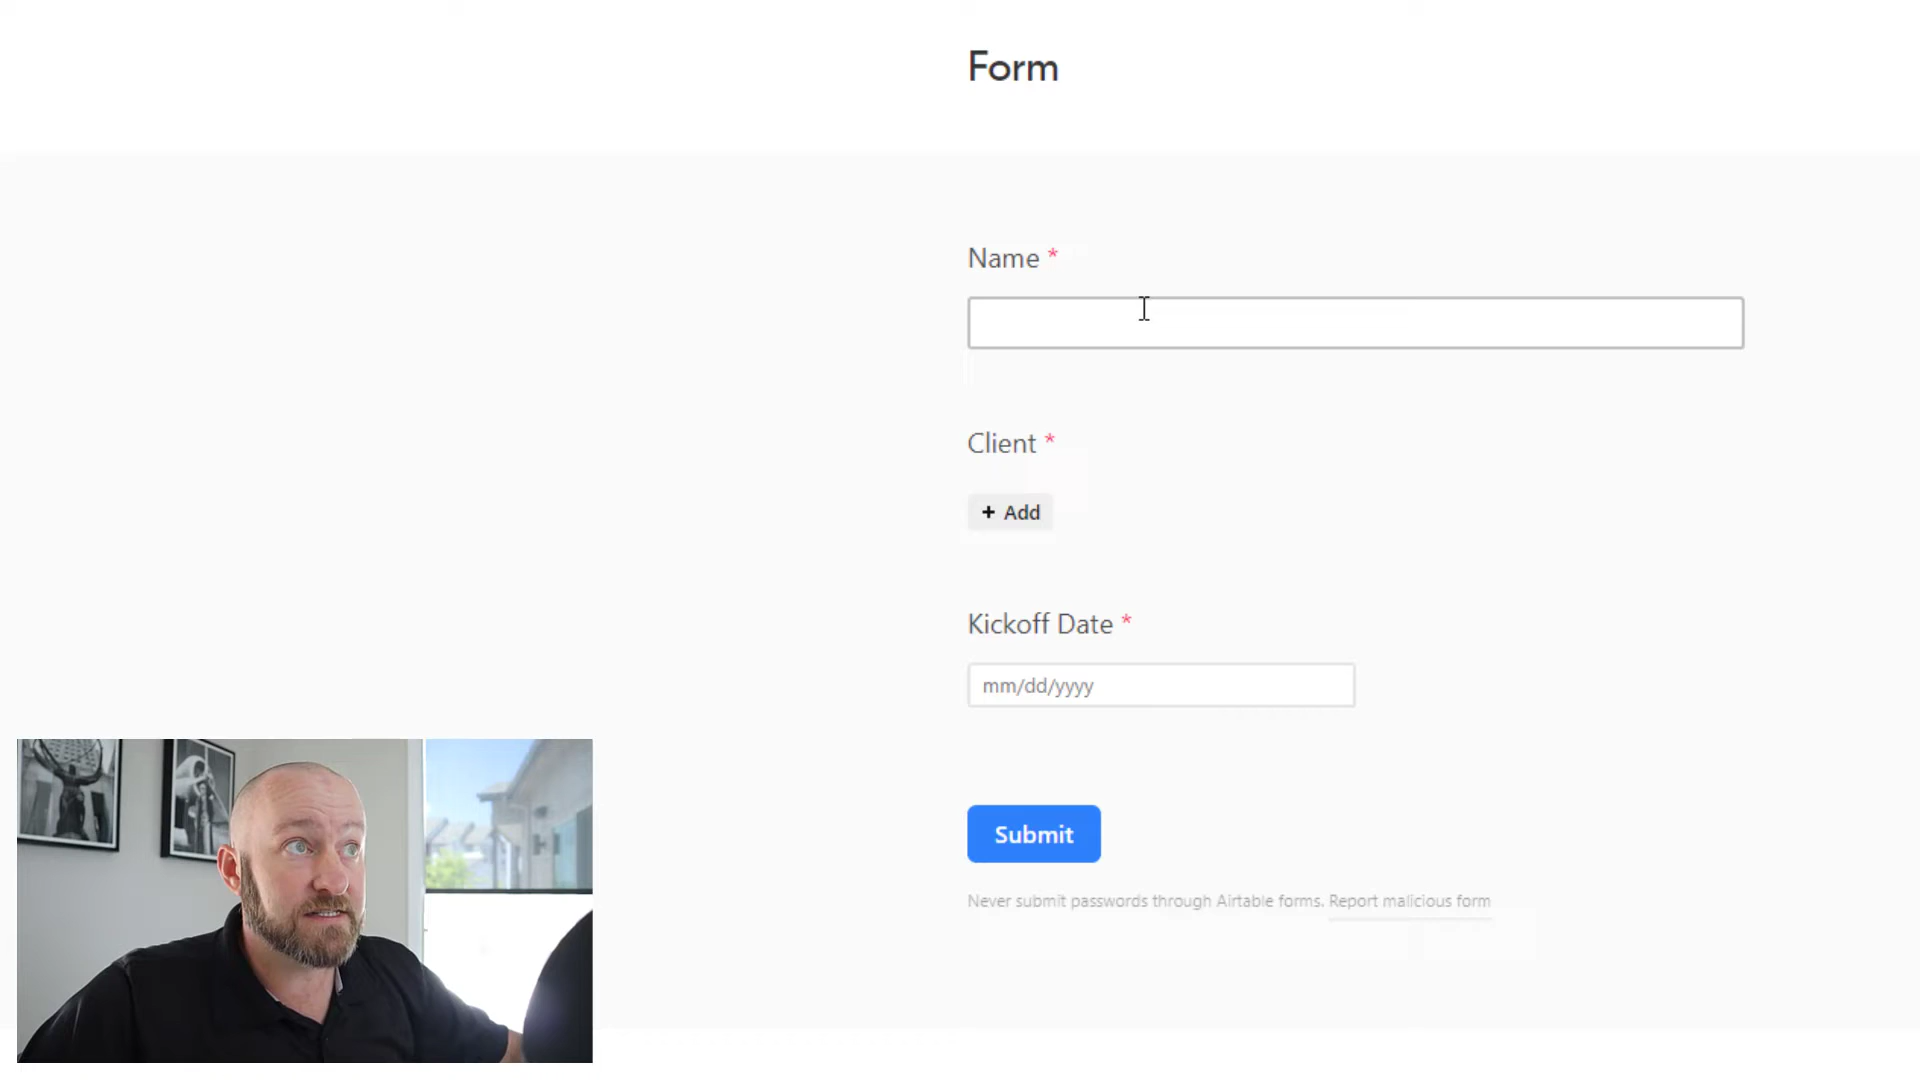 Form
Name *
Client *
+ Add
Kickoff Date *
mm/dd/yyyy
Submit
Never submit passwords through Airtable forms. Report malicious form